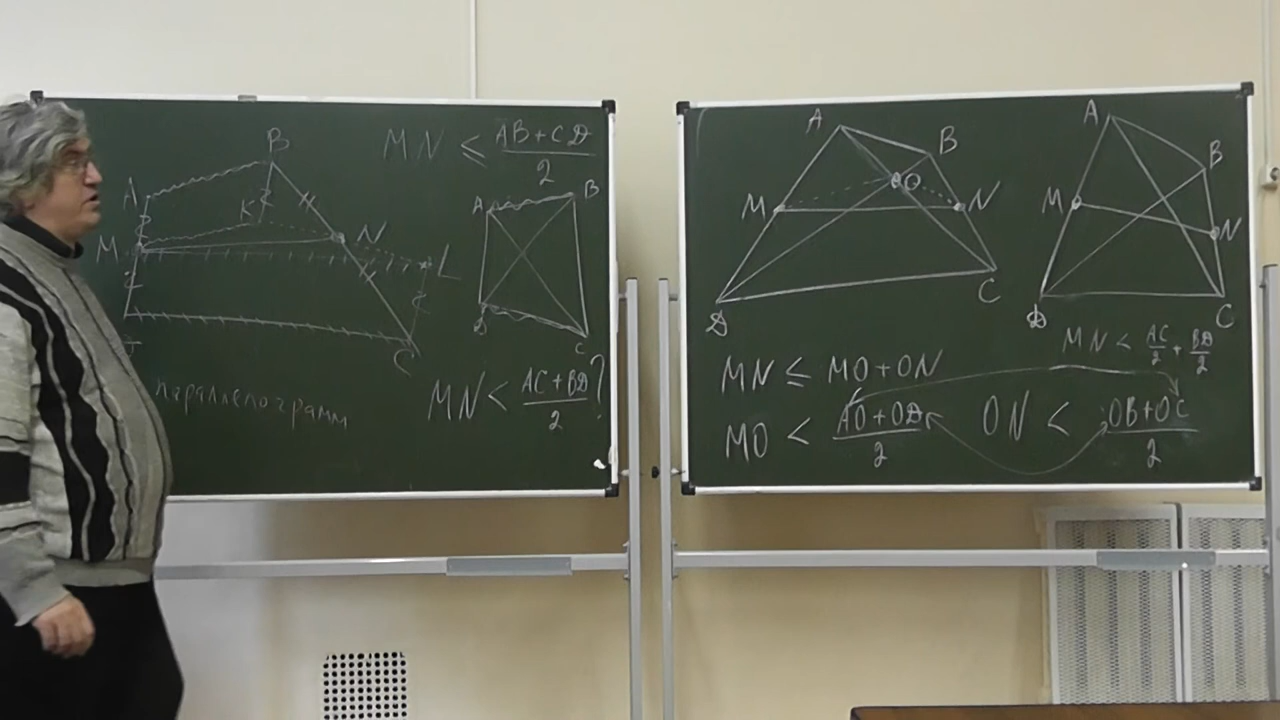 MN ≤ (AB + CD)/2
B
A
K
M
N
L
C
A
B
D
C
параллелограмм
MN < (AC + BD)/2 ?
A
B
O
M
N
D
C
A
B
M
N
D
C
MN < AC/2 + BD/2
MN ≤ MO + ON
MO < (AO + OD)/2
ON < (OB + OC)/2